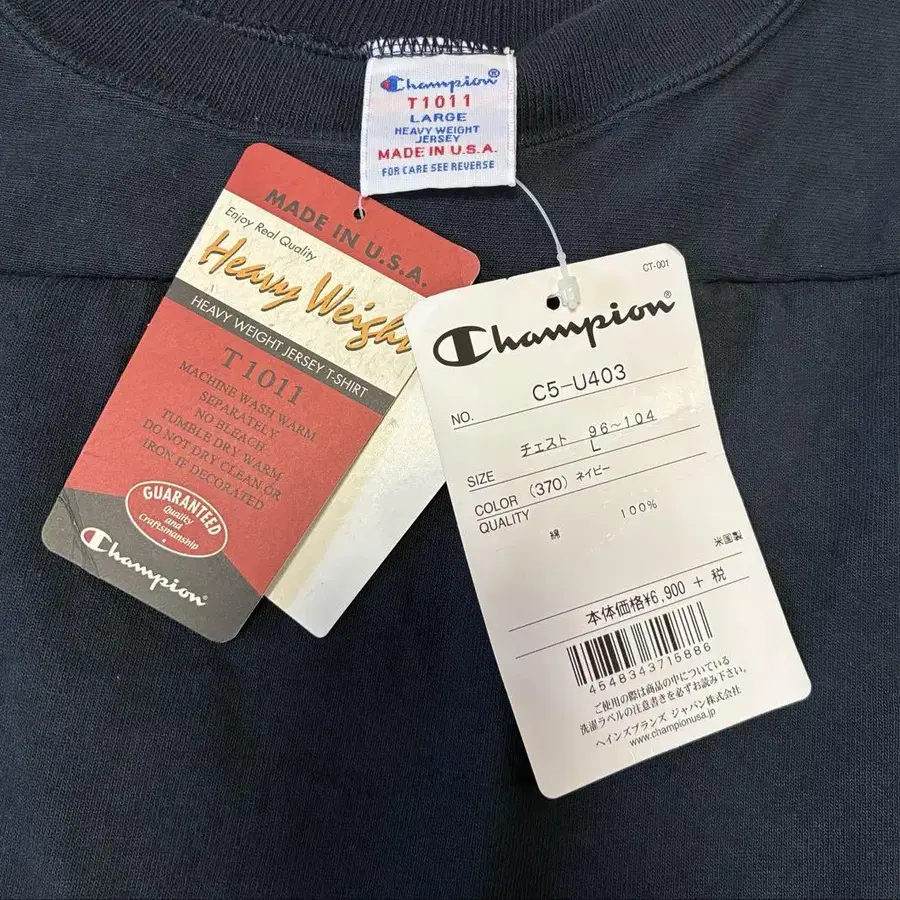 Champion®
T1011
LARGE
HEAVY WEIGHT
JERSEY
MADE IN U.S.A.
FOR CARE SEE REVERSE
MADE IN U.S.A.
Enjoy Real Quality
Heavy Weight
HEAVY WEIGHT JERSEY T-SHIRT
T1011
MACHINE WASH WARM
SEPARATELY
NO BLEACH
TUMBLE DRY WARM
DO NOT DRY CLEAN OR
IRON IF DECORATED
GUARANTEED
Quality
and
Craftsmanship
Champion
CT-001
Champion®
NO. C5-U403
SIZE チェスト 96~104
L
COLOR (370) ネイビー
QUALITY
綿 100%
米国製
本体価格¥6,900 + 税
4548343715886
ご使用の際は商品の中についている
洗濯ラベルの注意書きを必ずお読み下さい。
ヘインズブランズ ジャパン株式会社
www.championusa.jp